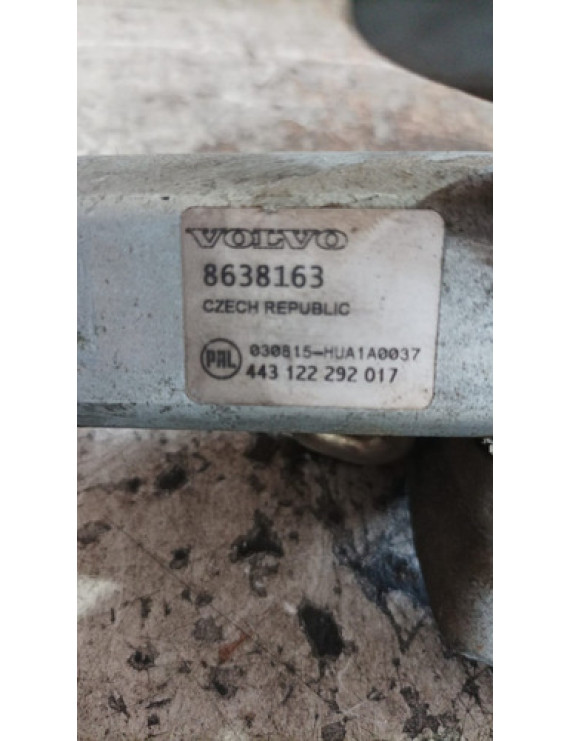 VOLVO
8638163
CZECH REPUBLIC
PAL 030815-HUA1A0037
443 122 292 017